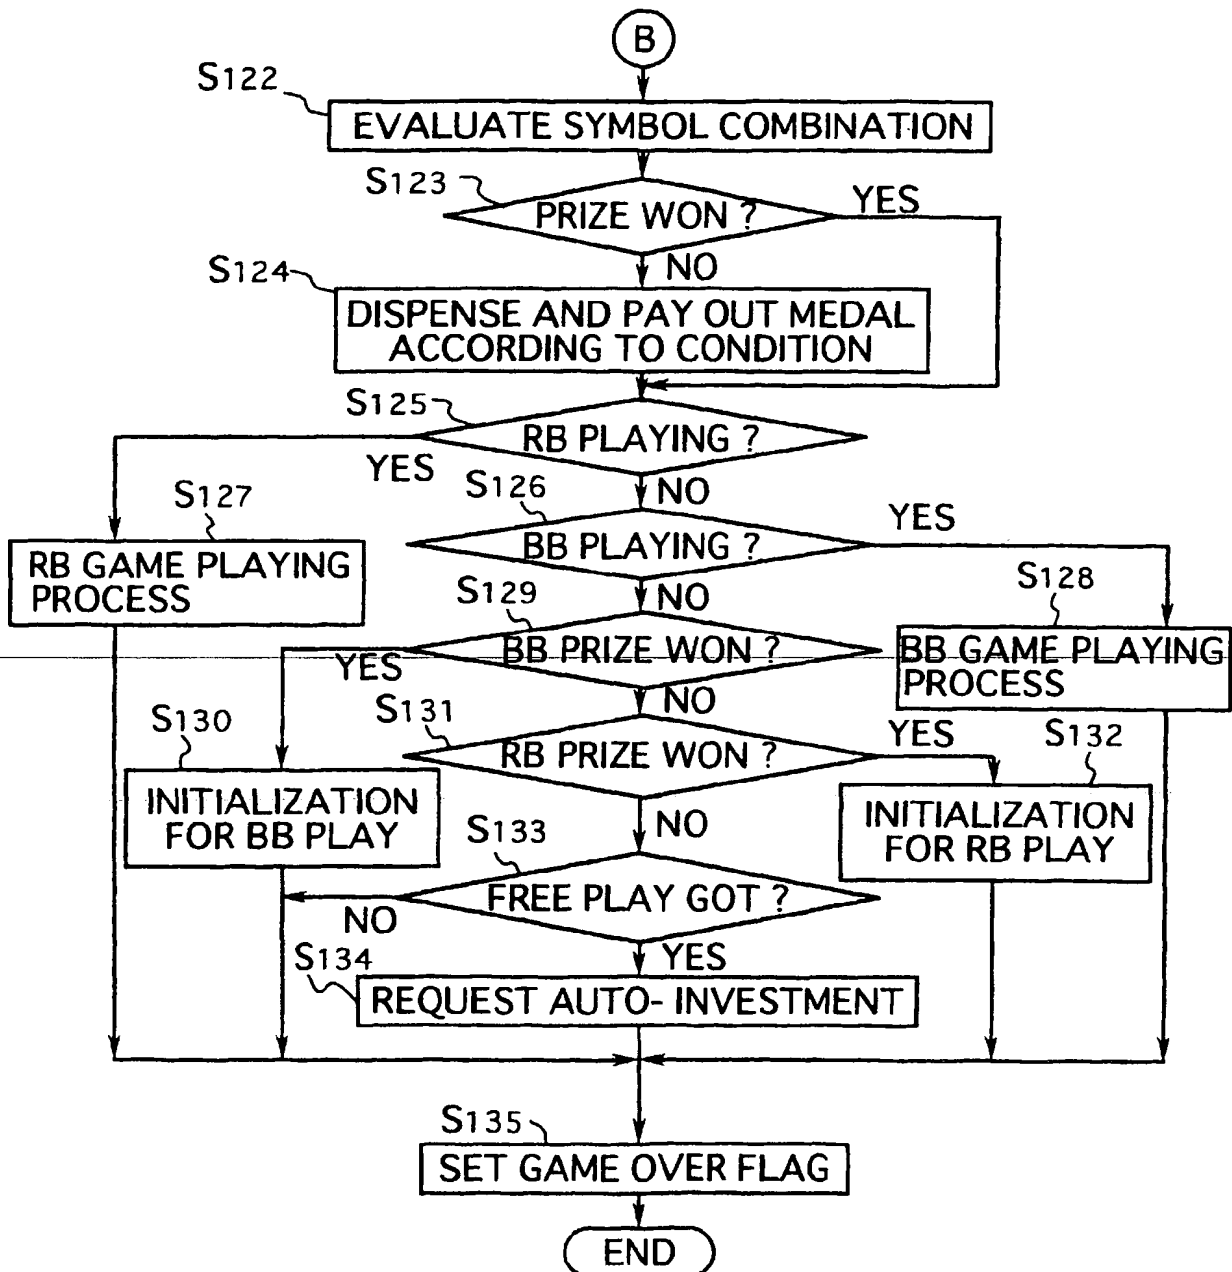 B
S122
EVALUATE SYMBOL COMBINATION
S123
PRIZE WON ?
YES
NO
S124
DISPENSE AND PAY OUT MEDAL
ACCORDING TO CONDITION
S125
RB PLAYING ?
YES
NO
S126
BB PLAYING ?
YES
NO
S127
RB GAME PLAYING
PROCESS
S128
BB GAME PLAYING
PROCESS
S129
BB PRIZE WON ?
YES
NO
S130
INITIALIZATION
FOR BB PLAY
S131
RB PRIZE WON ?
YES
NO
S132
INITIALIZATION
FOR RB PLAY
S133
FREE PLAY GOT ?
NO
YES
S134
REQUEST AUTO- INVESTMENT
S135
SET GAME OVER FLAG
END